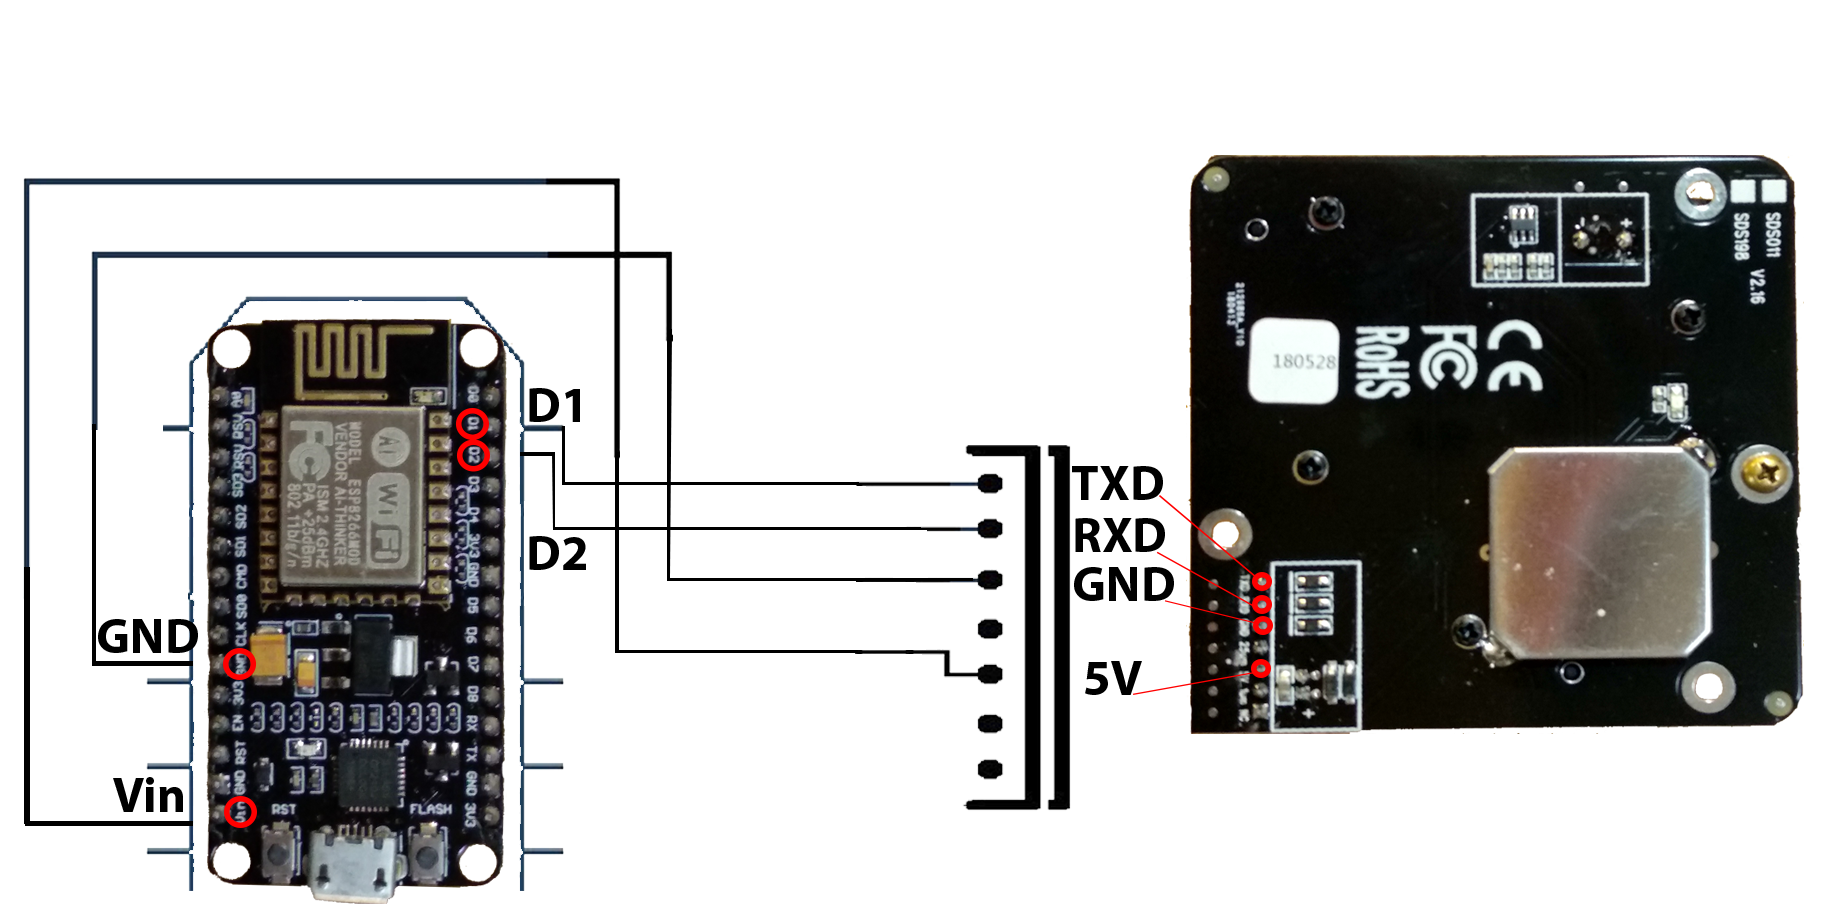 D1
D2
GND
Vin
TXD
RXD
GND
5V
A0
RSV
RSV
SD3
SD2
SD1
CMD
SD0
CLK
GND
3V3
EN
RST
GND
Vin
D0
D1
D2
D3
D4
3V3
GND
D5
D6
D7
D8
RX
TX
GND
3V3
RST
FLASH
MODEL ESP8266MOD
VENDOR AI-THINKER
ISM 2.4GHZ
PA +25dBm
802.11b/g/n
FC
AI
WiFi
SDS011
SDS198
V2.16
180528
CE
FC
RoHS